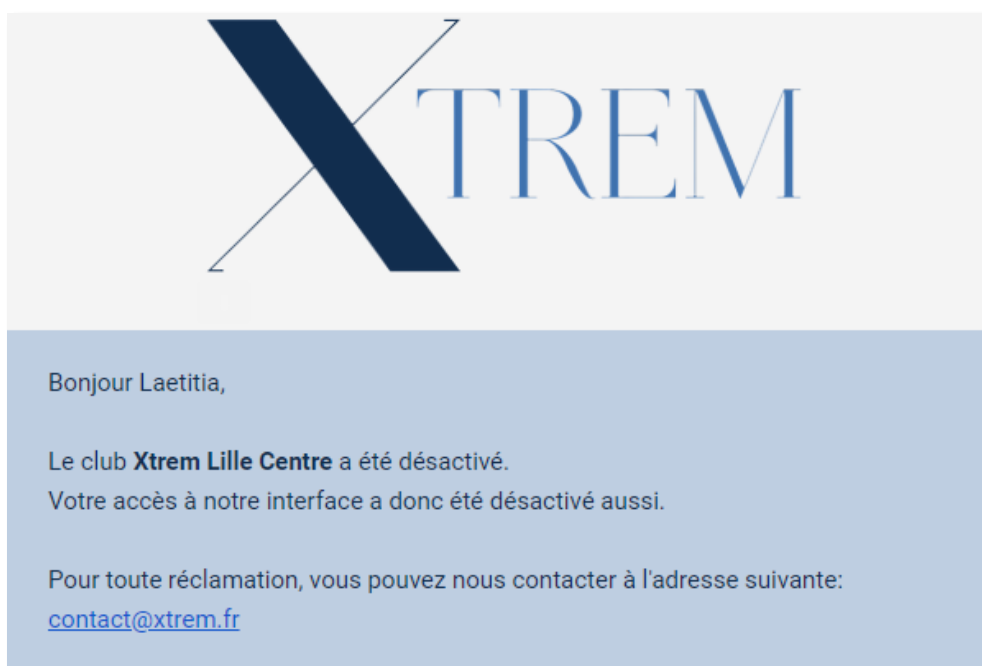 XTREM
Bonjour Laetitia,
Le club Xtrem Lille Centre a été désactivé.
Votre accès à notre interface a donc été désactivé aussi.
Pour toute réclamation, vous pouvez nous contacter à l'adresse suivante:
contact@xtrem.fr